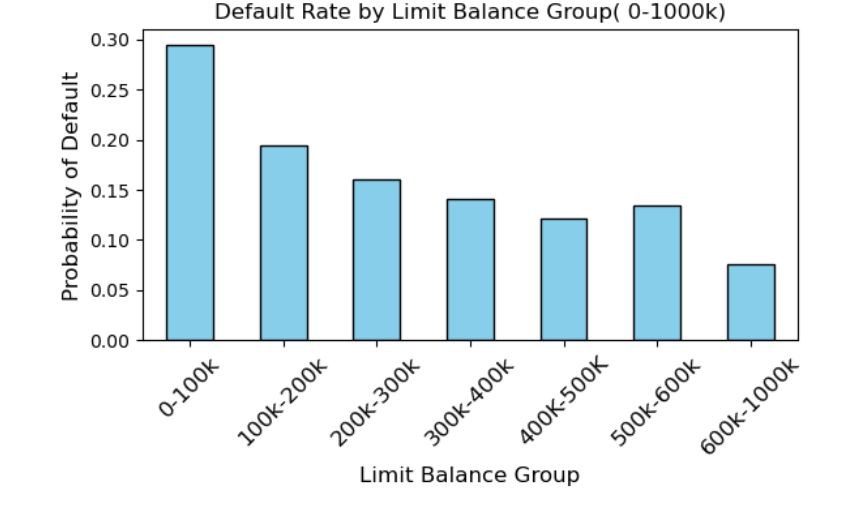 Default Rate by Limit Balance Group( 0-1000k)
Probability of Default
0.30
0.25
0.20
0.15
0.10
0.05
0.00
0-100k
100k-200k
200k-300k
300k-400k
400K-500K
500k-600k
600k-1000k
Limit Balance Group